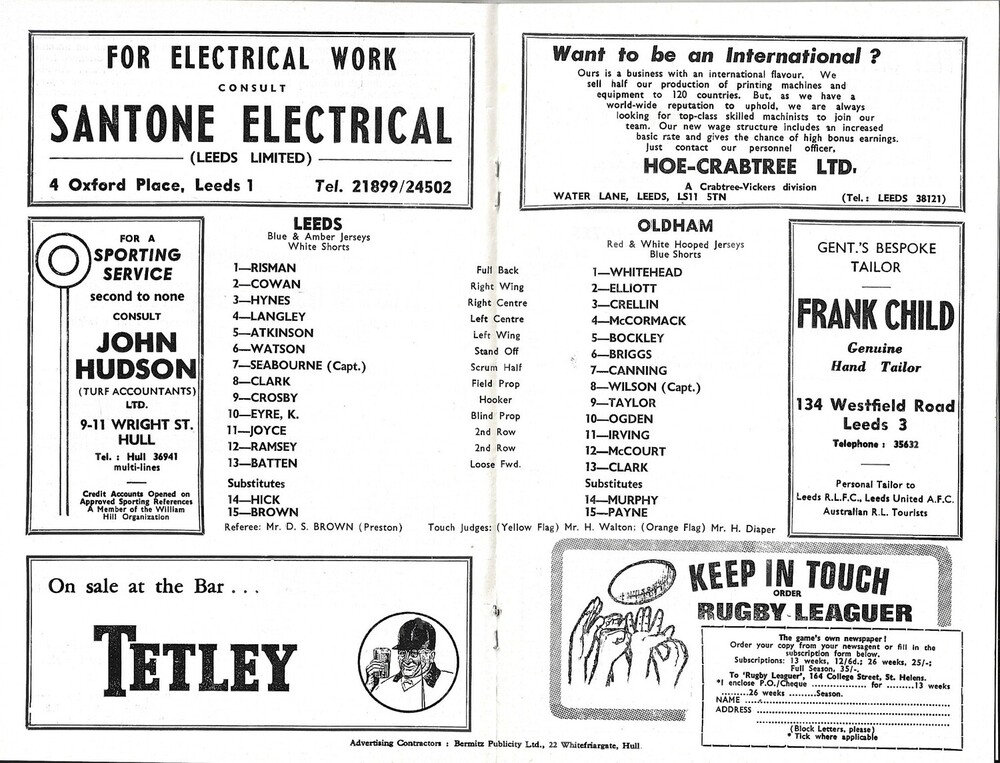 FOR ELECTRICAL WORK
CONSULT
SANTONE ELECTRICAL
(LEEDS LIMITED)
4 Oxford Place, Leeds 1 Tel. 21899/24502
Want to be an International ?
Ours is a business with an international flavour. We
sell half our production of printing machines and
equipment to 120 countries. But, as we have a
world-wide reputation to uphold, we are always
looking for top-class skilled machinists to join our
team. Our new wage structure includes an increased
basic rate and gives the chance of high bonus earnings.
Just contact our personnel officer,
HOE-CRABTREE LTD.
A Crabtree-Vickers division
WATER LANE, LEEDS, LS11 5TN (Tel.: LEEDS 38121)
FOR A
SPORTING
SERVICE
second to none
CONSULT
JOHN
HUDSON
(TURF ACCOUNTANTS)
LTD.
9-11 WRIGHT ST.
HULL
Tel. : Hull 36941
multi-lines
Credit Accounts Opened on
Approved Sporting References
A Member of the William
Hill Organization
LEEDS
Blue & Amber Jerseys
White Shorts
1—RISMAN
2—COWAN
3—HYNES
4—LANGLEY
5—ATKINSON
6—WATSON
7—SEABOURNE (Capt.)
8—CLARK
9—CROSBY
10—EYRE, K.
11—JOYCE
12—RAMSEY
13—BATTEN
Substitutes
14—HICK
15—BROWN
Full Back
Right Wing
Right Centre
Left Centre
Left Wing
Stand Off
Scrum Half
Field Prop
Hooker
Blind Prop
2nd Row
2nd Row
Loose Fwd.
OLDHAM
Red & White Hooped Jerseys
Blue Shorts
1—WHITEHEAD
2—ELLIOTT
3—CRELLIN
4—McCORMACK
5—BOCKLEY
6—BRIGGS
7—CANNING
8—WILSON (Capt.)
9—TAYLOR
10—OGDEN
11—IRVING
12—McCOURT
13—CLARK
Substitutes
14—MURPHY
15—PAYNE
Referee: Mr. D. S. BROWN (Preston) Touch Judges: (Yellow Flag) Mr. H. Walton; (Orange Flag) Mr. H. Diaper
GENT.'S BESPOKE
TAILOR
FRANK CHILD
Genuine
Hand Tailor
134 Westfield Road
Leeds 3
Telephone : 35632
Personal Tailor to
Leeds R.L.F.C., Leeds United A.F.C.
Australian R.L. Tourists
On sale at the Bar . . .
TETLEY
KEEP IN TOUCH
ORDER
RUGBY LEAGUER
The game's own newspaper!
Order your copy from your newsagent or fill in the
subscription form below.
Subscriptions: 13 weeks, 12/6d.; 26 weeks, 25/-;
Full Season, 35/-.
To 'Rugby Leaguer', 164 College Street, St. Helens.
*I enclose P.O./Cheque .................. for .........13 weeks
.........26 weeks .........Season.
NAME ..................................................
ADDRESS ..................................................
..................................................
(Block Letters, please)
* Tick where applicable
Advertising Contractors : Bermitz Publicity Ltd., 22 Whitefriargate, Hull.